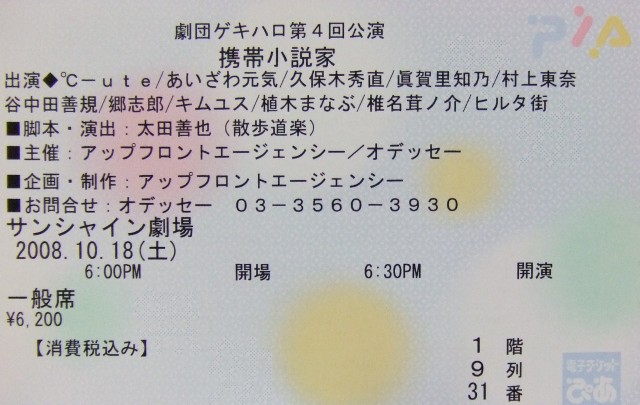 PIA
劇団ゲキハロ第４回公演
携帯小説家
出演◆℃－ｕｔｅ/あいざわ元気/久保木秀直/眞賀里知乃/村上東奈
谷中田善規/郷志郎/キムユス/植木まなぶ/椎名茸ノ介/ヒルタ街
■脚本・演出：太田善也（散歩道楽）
■主催：アップフロントエージェンシー／オデッセー
■企画・制作：アップフロントエージェンシー
■お問合せ：オデッセー　０３－３５６０－３９３０
サンシャイン劇場
2008.10.18(土)
6:00PM 開場 6:30PM 開演
一般席
¥6,200
【消費税込み】
1 階
9 列
31 番
電子チケット
ぴあ